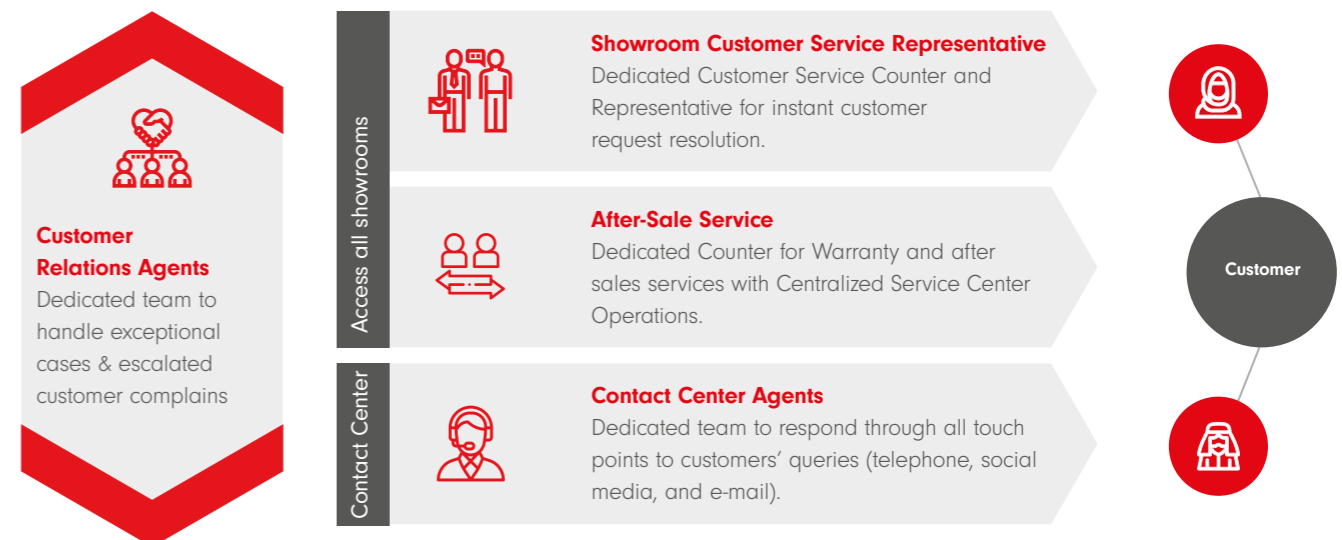 Customer
Relations Agents
Dedicated team to
handle exceptional
cases & escalated
customer complains
Access all showrooms
Showroom Customer Service Representative
Dedicated Customer Service Counter and
Representative for instant customer
request resolution.
After-Sale Service
Dedicated Counter for Warranty and after
sales services with Centralized Service Center
Operations.
Contact Center
Contact Center Agents
Dedicated team to respond through all touch
points to customers’ queries (telephone, social
media, and e-mail).
Customer